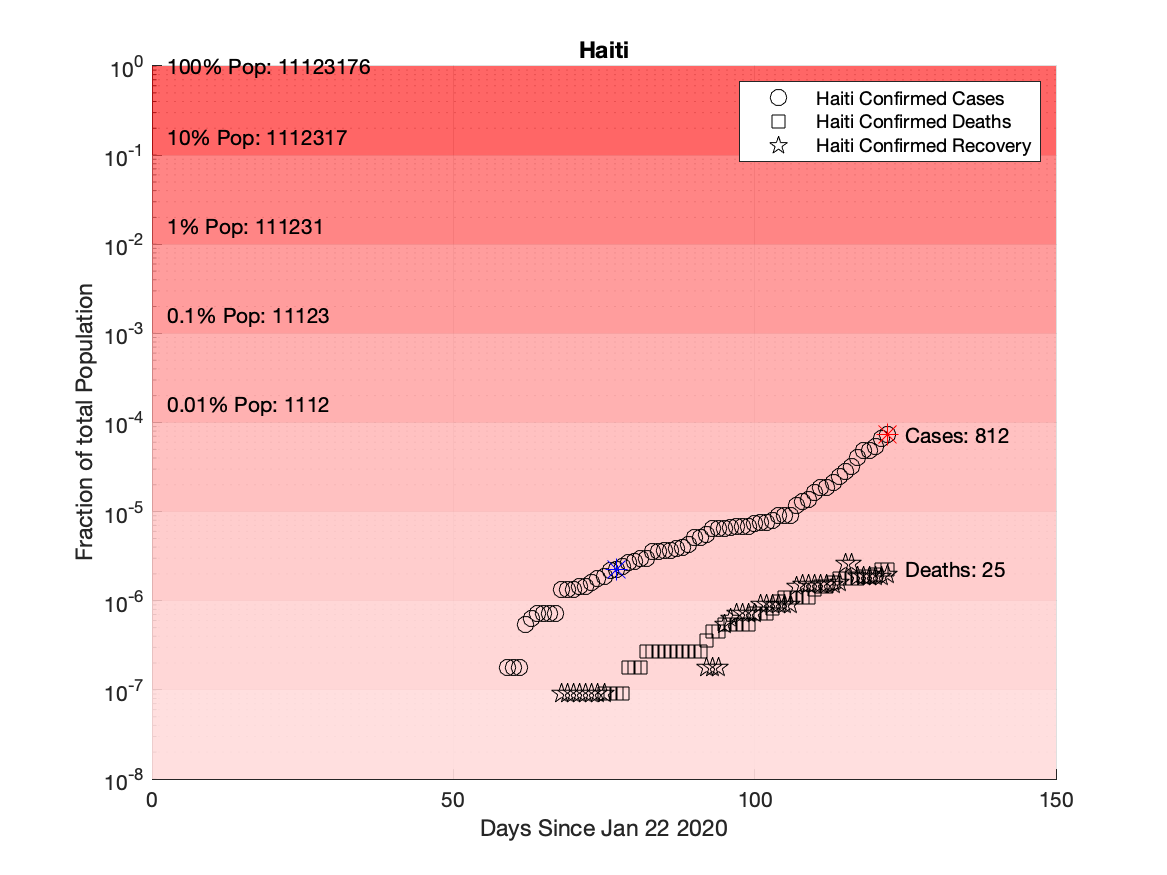 Haiti
10⁰
100% Pop: 11123176
Haiti Confirmed Cases
Haiti Confirmed Deaths
10% Pop: 1112317
Haiti Confirmed Recovery
10⁻¹
1% Pop: 111231
10⁻²
0.1% Pop: 11123
10⁻³
0.01% Pop: 1112
10⁻⁴
Cases: 812
10⁻⁵
Deaths: 25
10⁻⁶
10⁻⁷
10⁻⁸
Fraction of total Population
0 50 100 150
Days Since Jan 22 2020